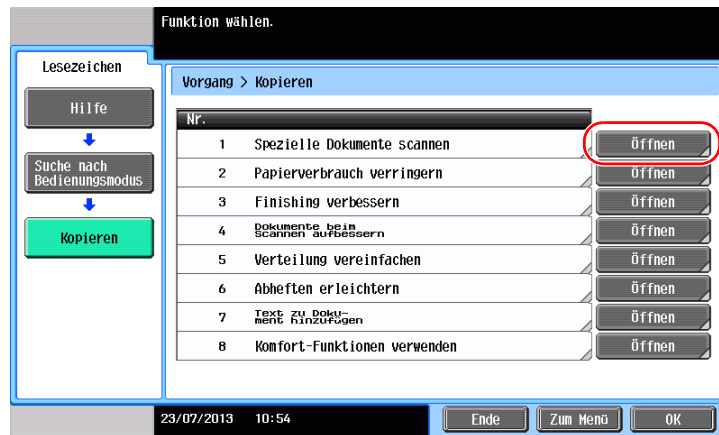 Funktion wählen.
Lesezeichen
Vorgang > Kopieren
Hilfe
Suche nach
Bedienungsmodus
Kopieren
Nr.
1 Spezielle Dokumente scannen Öffnen
2 Papierverbrauch verringern Öffnen
3 Finishing verbessern Öffnen
4 Dokumente beim
Scannen aufbessern Öffnen
5 Verteilung vereinfachen Öffnen
6 Abheften erleichtern Öffnen
7 Text zu Doku-
ment hinzufügen Öffnen
8 Komfort-Funktionen verwenden Öffnen
23/07/2013 10:54 Ende Zum Menü OK